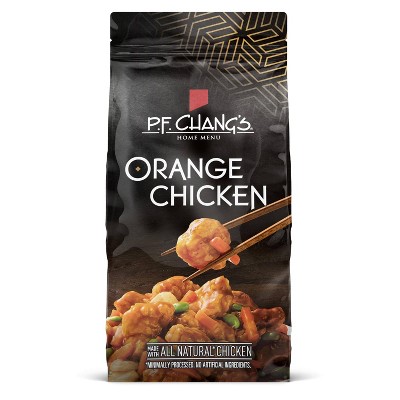 P.F. CHANG'S
HOME MENU
ORANGE
CHICKEN
MADE WITH ALL NATURAL* CHICKEN
*MINIMALLY PROCESSED. NO ARTIFICIAL INGREDIENTS.